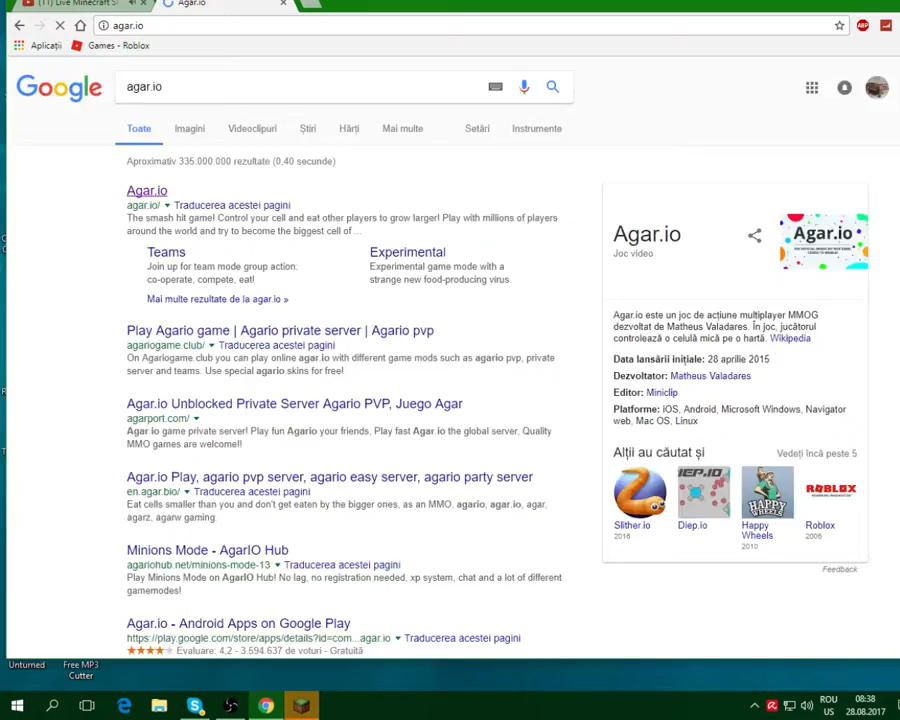 (11) Live Minecraft S
Agar.io
agar.io
Aplicații
Games - Roblox
Google
agar.io
Toate
Imagini
Videoclipuri
Știri
Hărți
Mai multe
Setări
Instrumente
Aproximativ 335.000.000 rezultate (0,40 secunde)
Agar.io
agar.io/ Traducerea acestei pagini
The smash hit game! Control your cell and eat other players to grow larger! Play with millions of players
around the world and try to become the biggest cell of ...
Teams
Join up for team mode group action:
co-operate, compete, eat!
Experimental
Experimental game mode with a
strange new food-producing virus.
Mai multe rezultate de la agar.io »
Play Agario game | Agario private server | Agario pvp
agariogame.club/ Traducerea acestei pagini
On Agariogame.club you can play online agar.io with different game mods such as agario pvp, private
server and teams. Use special agario skins for free!
Agar.io Unblocked Private Server Agario PVP, Juego Agar
agarport.com/
Agar.io game private server! Play fun Agario your friends, Play fast Agar.io the global server, Quality
MMO games are welcome!!
Agar.io Play, agario pvp server, agario easy server, agario party server
en.agar.bio/ Traducerea acestei pagini
Eat cells smaller than you and don't get eaten by the bigger ones, as an MMO. agario, agar.io, agar,
agarz, agarw gaming.
Minions Mode - AgarIO Hub
agariohub.net/minions-mode-13 Traducerea acestei pagini
Play Minions Mode on AgarIO Hub! No lag, no registration needed, xp system, chat and a lot of different
gamemodes!
Agar.io - Android Apps on Google Play
https://play.google.com/store/apps/details?id=com...agar.io Traducerea acestei pagini
Evaluare: 4,2 - 3.594.637 de voturi - Gratuită
Agar.io
Joc video
Agar.io
Agar.io este un joc de acțiune multiplayer MMOG
dezvoltat de Matheus Valadares. În joc, jucătorul
controlează o celulă mică pe o hartă. Wikipedia
Data lansării inițiale: 28 aprilie 2015
Dezvoltator: Matheus Valadares
Editor: Miniclip
Platforme: iOS, Android, Microsoft Windows, Navigator
web, Mac OS, Linux
Alții au căutat și
Vedeți încă peste 5
DIEP.IO
HAPPY WHEELS
ROBLOX
Slither.io
2016
Diep.io
Happy
Wheels
2010
Roblox
2006
Feedback
Unturned
Free MP3
Cutter
ROU
US
08:38
28.08.2017